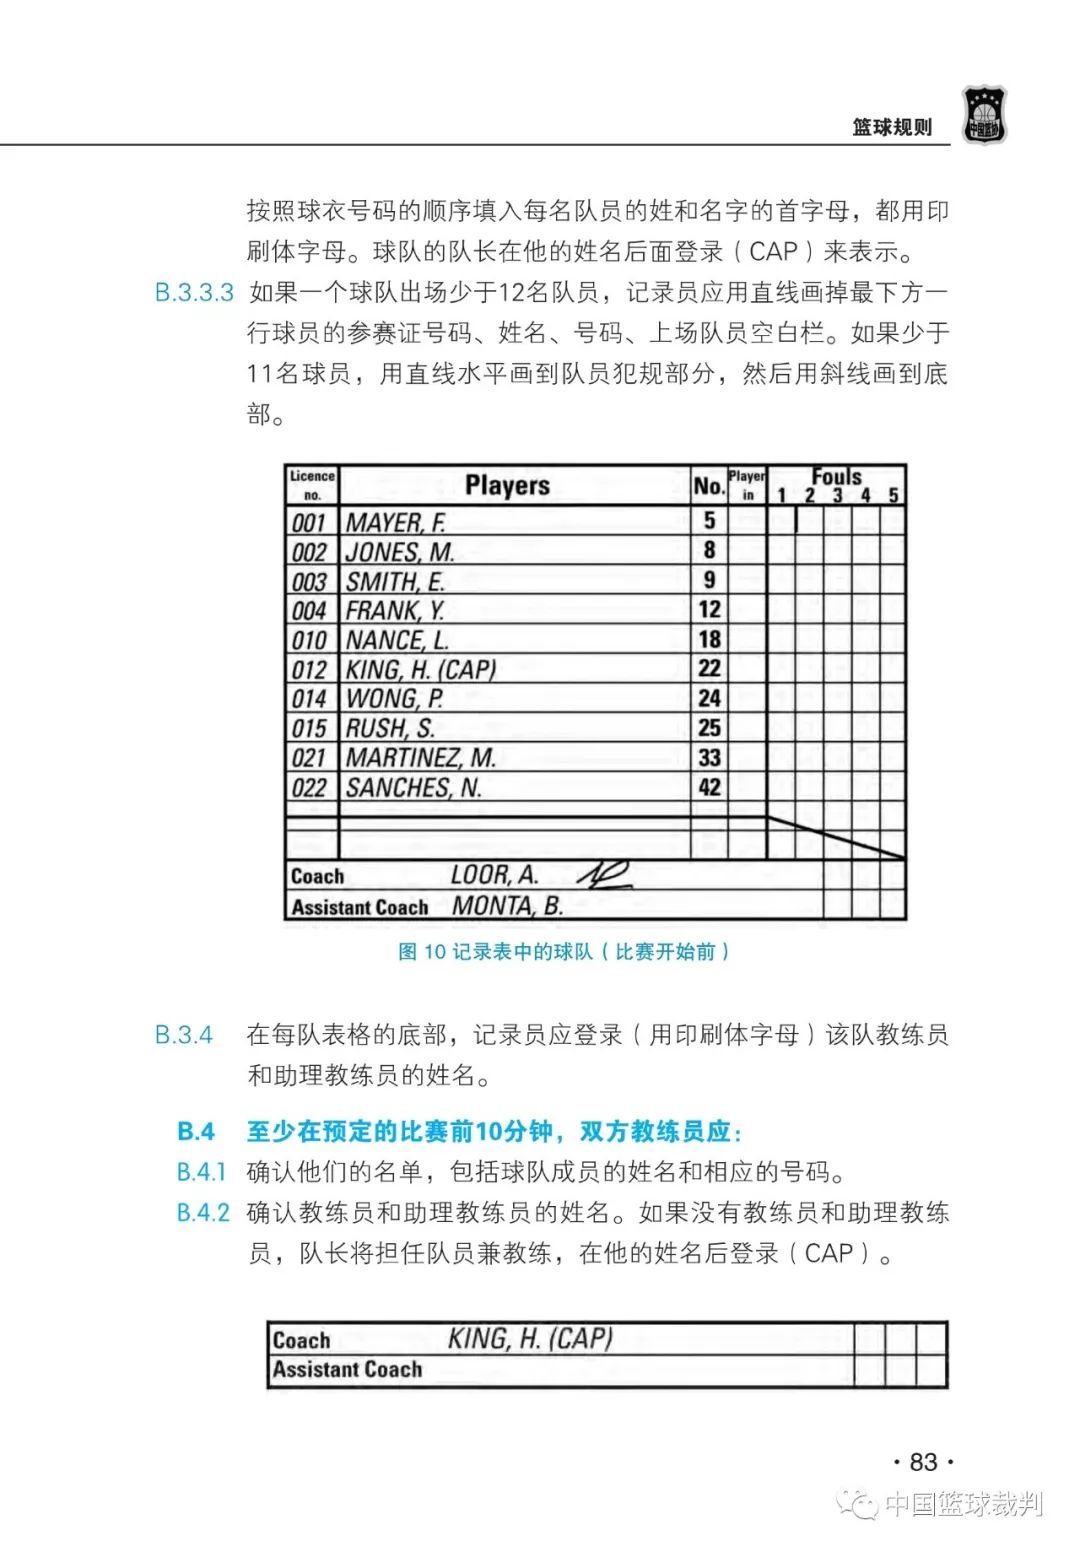 篮球规则
中国篮协
按照球衣号码的顺序填入每名队员的姓和名字的首字母，都用印
刷体字母。球队的队长在他的姓名后面登录（CAP）来表示。
B.3.3.3 如果一个球队出场少于12名队员，记录员应用直线画掉最下方一
行球员的参赛证号码、姓名、号码、上场队员空白栏。如果少于
11名球员，用直线水平画到队员犯规部分，然后用斜线画到底
部。
Licence no. Players No. Player in Fouls 1 2 3 4 5
001 MAYER, F. 5
002 JONES, M. 8
003 SMITH, E. 9
004 FRANK, Y. 12
010 NANCE, L. 18
012 KING, H. (CAP) 22
014 WONG, P. 24
015 RUSH, S. 25
021 MARTINEZ, M. 33
022 SANCHES, N. 42
Coach LOOR, A.
Assistant Coach MONTA, B.
图 10 记录表中的球队（比赛开始前）
B.3.4 在每队表格的底部，记录员应登录（用印刷体字母）该队教练员
和助理教练员的姓名。
B.4 至少在预定的比赛前10分钟，双方教练员应：
B.4.1 确认他们的名单，包括球队成员的姓名和相应的号码。
B.4.2 确认教练员和助理教练员的姓名。如果没有教练员和助理教练
员，队长将担任队员兼教练，在他的姓名后登录（CAP）。
Coach KING, H. (CAP)
Assistant Coach
·83·
中国篮球裁判